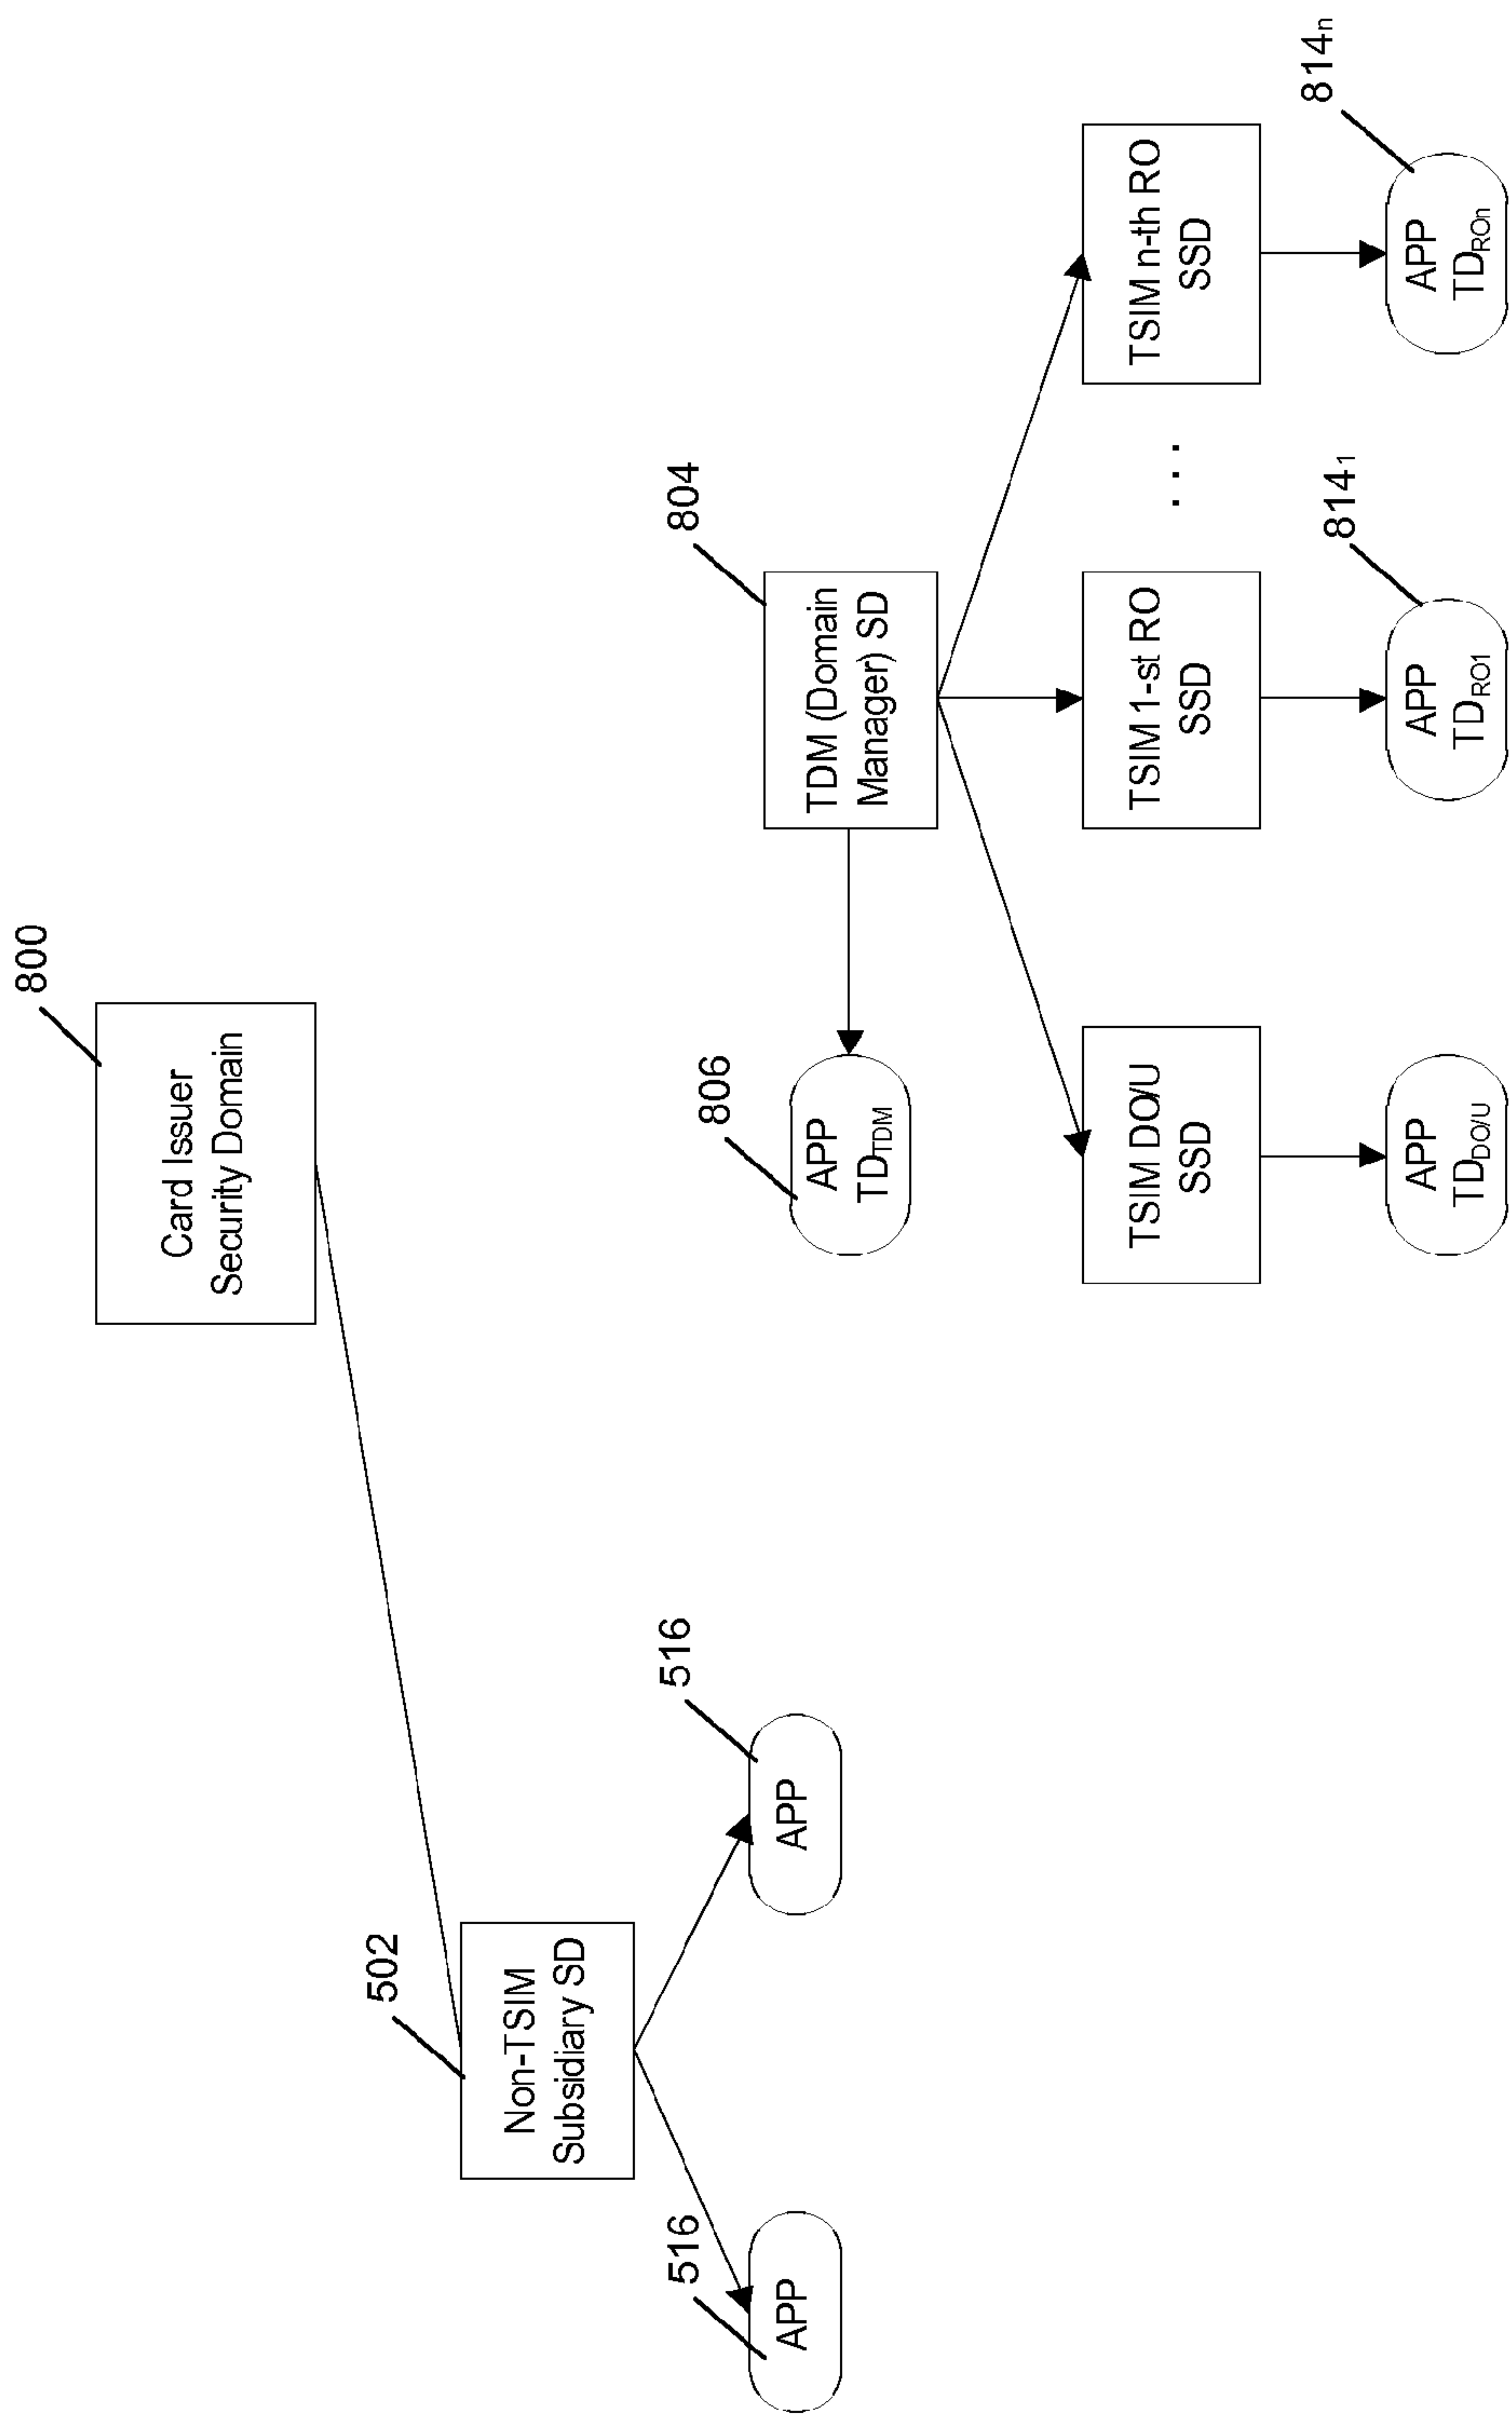 800
Card Issuer
Security Domain
502
Non-TSIM
Subsidiary SD
516
APP
516
APP
804
TDM (Domain
Manager) SD
806
APP
TDTDM
TSIM DO/U
SSD
TSIM 1-st RO
SSD
. . .
TSIM n-th RO
SSD
APP
TDDO/U
8141
APP
TDRO1
814n
APP
TDROn